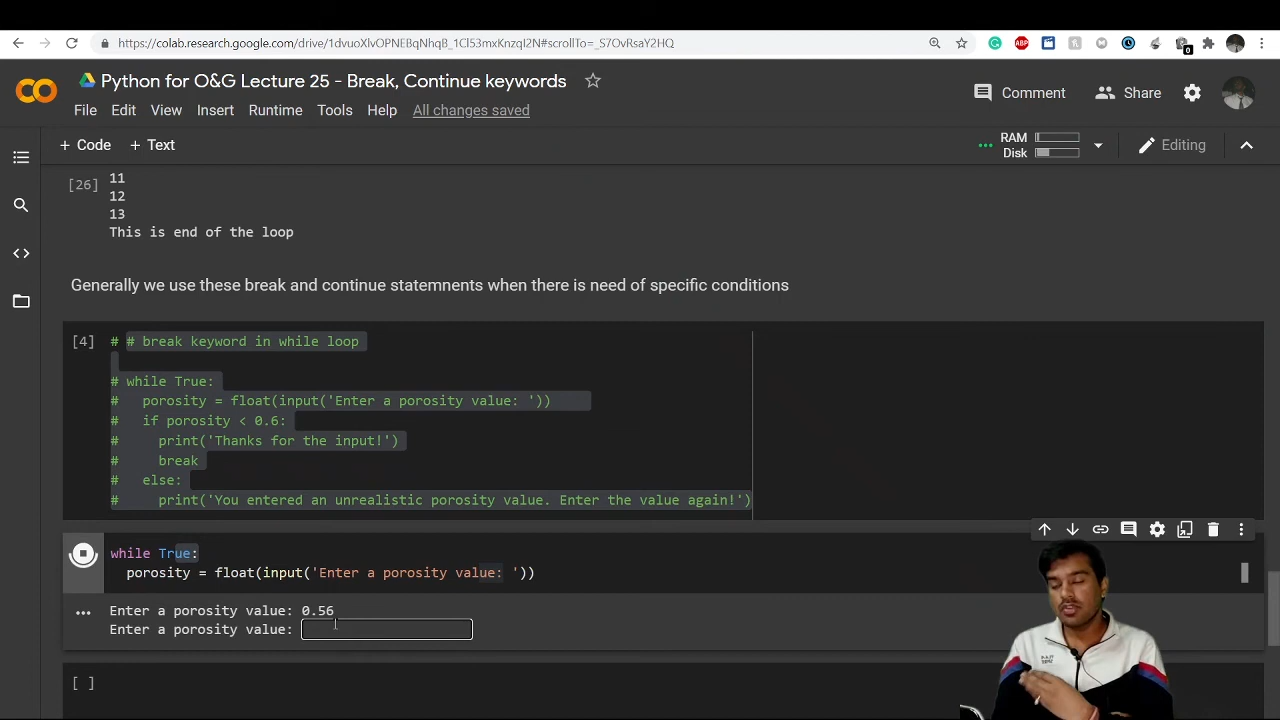 https://colab.research.google.com/drive/1dvuoXlvOPNEBqNhqB_1Cl53mxKnzqI2N#scrollTo=_S7OvRsaY2HQ
ABP
0
CO
Python for O&G Lecture 25 - Break, Continue keywords
File Edit View Insert Runtime Tools Help All changes saved
Comment Share
+ Code + Text
RAM
Disk
Editing
[26]
11
12
13
This is end of the loop
Generally we use these break and continue statemnents when there is need of specific conditions
[4]
# # break keyword in while loop
# while True:
#   porosity = float(input('Enter a porosity value: '))
#   if porosity < 0.6:
#     print('Thanks for the input!')
#     break
#   else:
#     print('You entered an unrealistic porosity value. Enter the value again!')
while True:
  porosity = float(input('Enter a porosity value: '))
Enter a porosity value: 0.56
Enter a porosity value:
[ ]